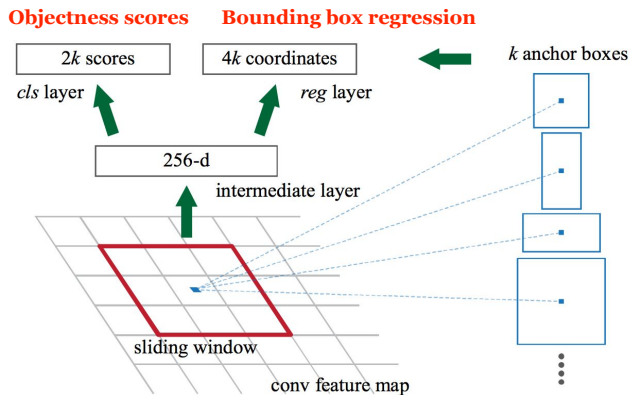 Objectness scores
Bounding box regression
2k scores
4k coordinates
k anchor boxes
cls layer
reg layer
256-d
intermediate layer
sliding window
conv feature map